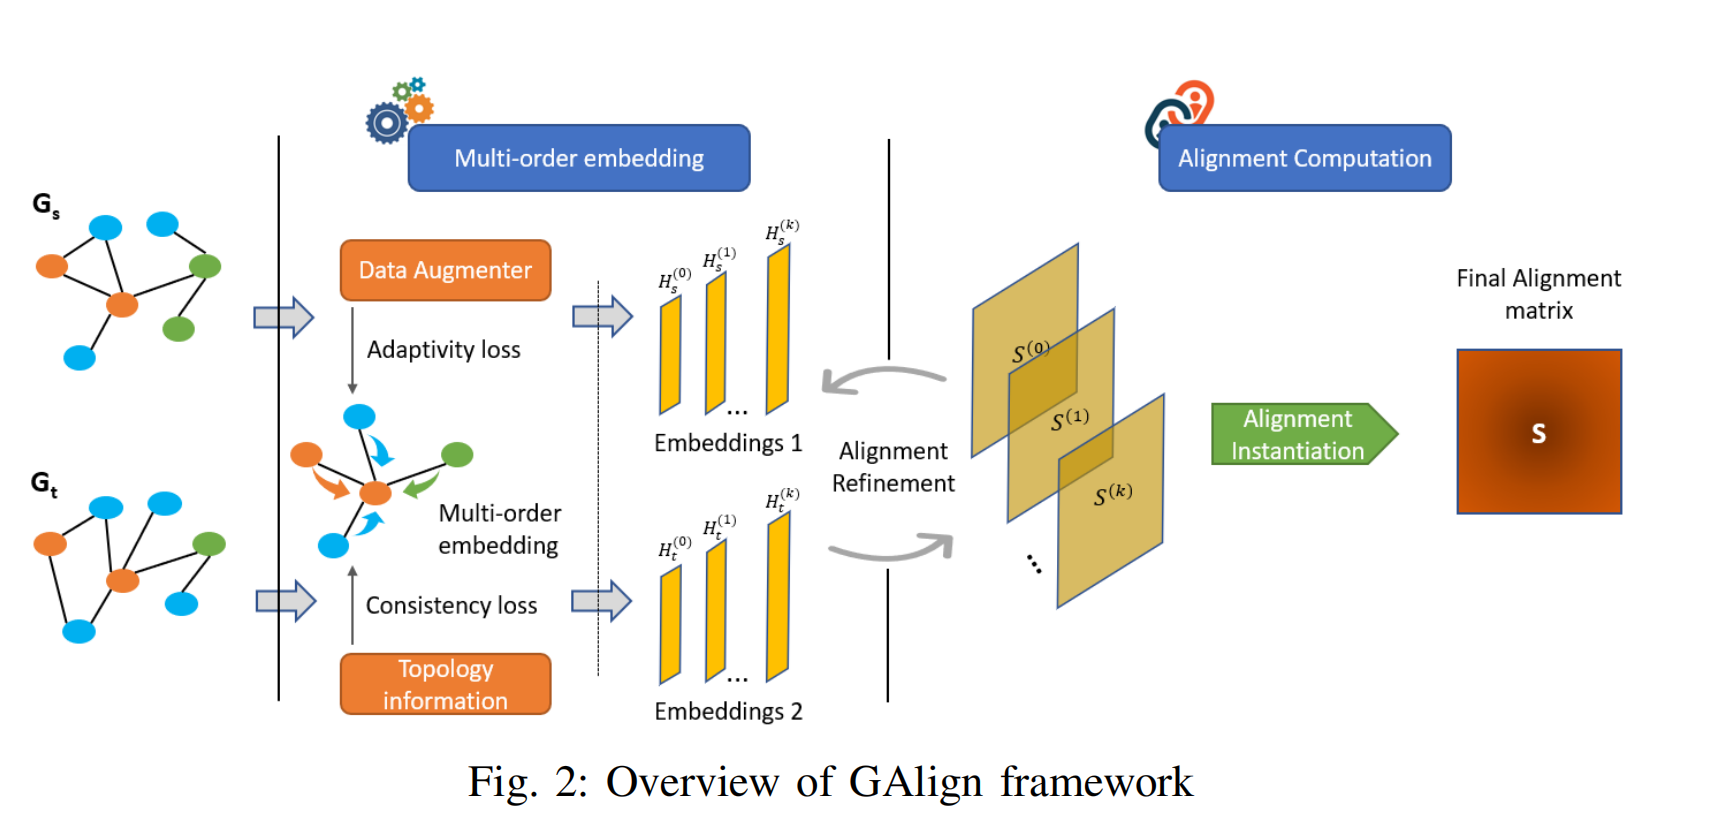 Multi-order embedding
Alignment Computation
G_s
Data Augmenter
Adaptivity loss
H_s^(0)
H_s^(1)
H_s^(k)
...
Embeddings 1
G_t
Multi-order
embedding
Consistency loss
Topology
information
H_t^(0)
H_t^(1)
H_t^(k)
...
Embeddings 2
Alignment
Refinement
S^(0)
S^(1)
S^(k)
...
Alignment
Instantiation
Final Alignment
matrix
S
Fig. 2: Overview of GAlign framework